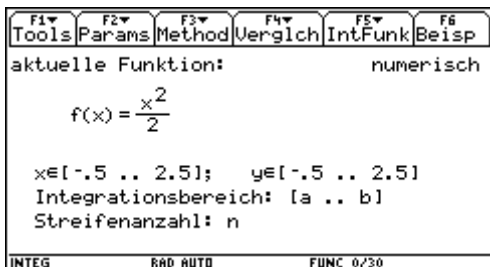 F1▾ F2▾ F3▾ F4▾ F5▾ F6
Tools Params Method Verglch IntFunk Beisp
aktuelle Funktion: numerisch
f(x) = x²/2
x∈[-.5 .. 2.5]; y∈[-.5 .. 2.5]
Integrationsbereich: [a .. b]
Streifenanzahl: n
INTEG RAD AUTO FUNC 0/30